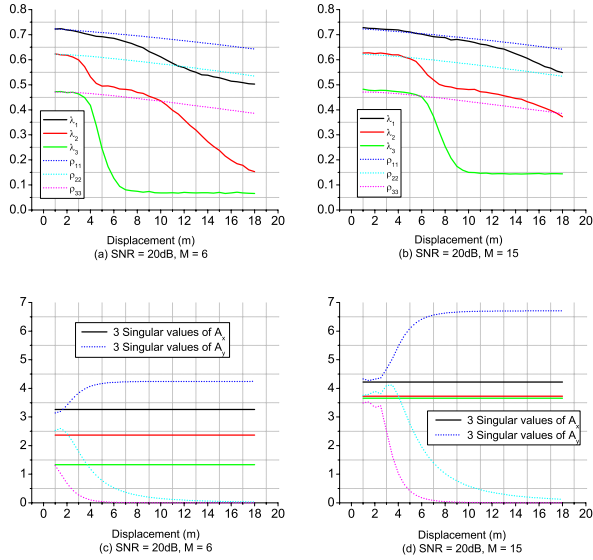 0.8
0.7
0.6
0.5
0.4
0.3
0.2
0.1
0.0
λ1
λ2
λ3
ρ11
ρ22
ρ33
0 2 4 6 8 10 12 14 16 18 20
Displacement (m)
(a) SNR = 20dB, M = 6
0.8
0.7
0.6
0.5
0.4
0.3
0.2
0.1
0.0
λ1
λ2
λ3
ρ11
ρ22
ρ33
0 2 4 6 8 10 12 14 16 18 20
Displacement (m)
(b) SNR = 20dB, M = 15
7
6
5
4
3
2
1
0
3 Singular values of Ax
3 Singular values of Ay
0 2 4 6 8 10 12 14 16 18 20
Displacement (m)
(c) SNR = 20dB, M = 6
7
6
5
4
3
2
1
0
3 Singular values of Ax
3 Singular values of Ay
0 2 4 6 8 10 12 14 16 18 20
Displacement (m)
(d) SNR = 20dB, M = 15